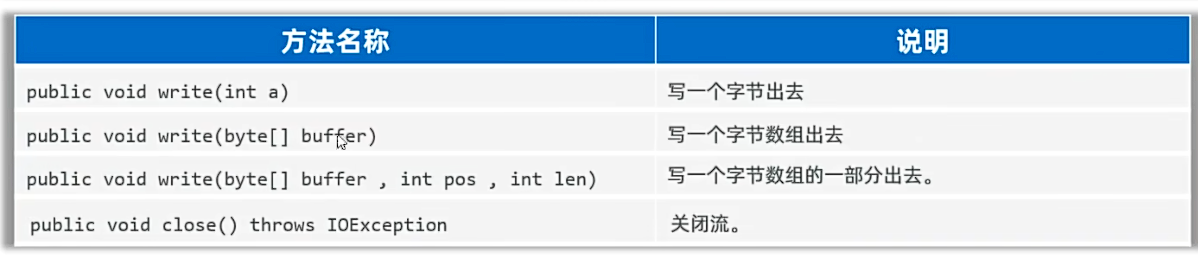 方法名称 说明
public void write(int a) 写一个字节出去
public void write(byte[] buffer) 写一个字节数组出去
public void write(byte[] buffer , int pos , int len) 写一个字节数组的一部分出去。
public void close() throws IOException 关闭流。